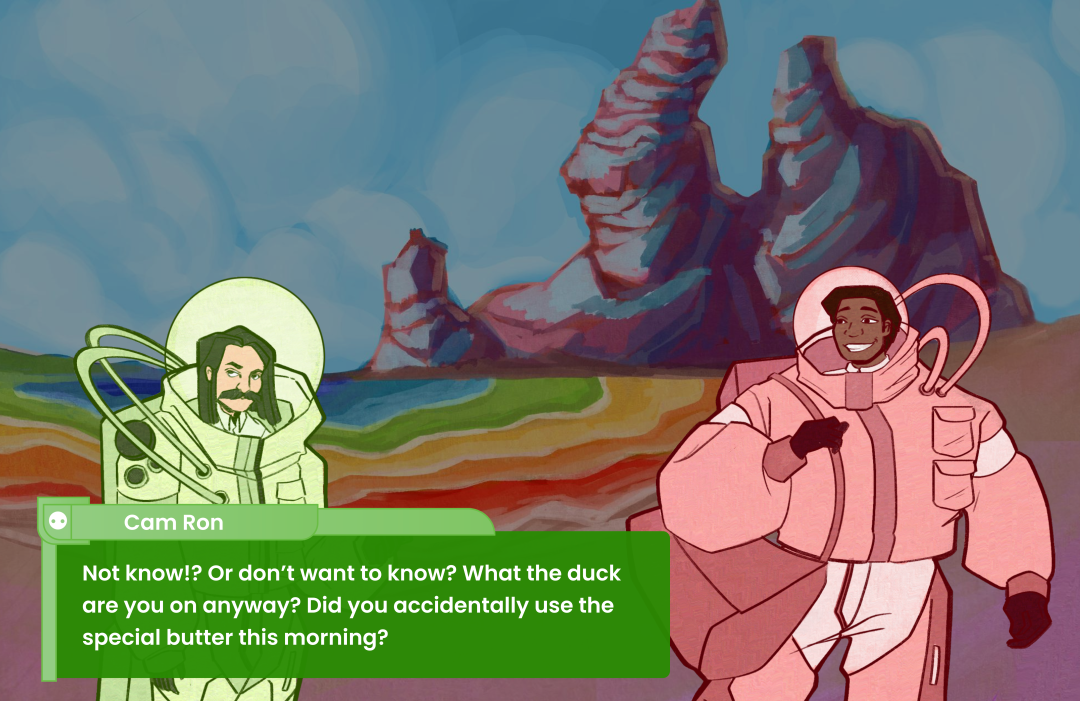 Cam Ron
Not know!? Or don’t want to know? What the duck
are you on anyway? Did you accidentally use the
special butter this morning?